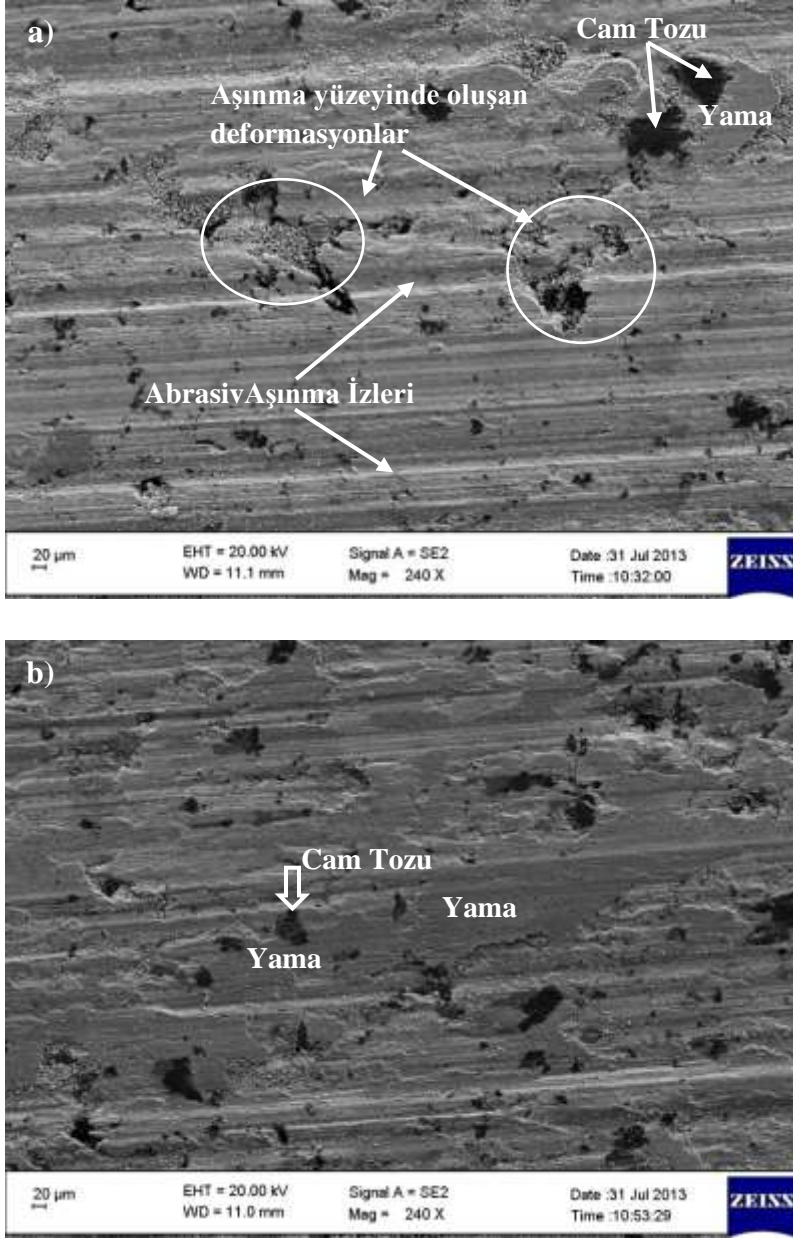 a)
Cam Tozu
Yama
Aşınma yüzeyinde oluşan
deformasyonlar
AbrasivAşınma İzleri
20 µm
EHT = 20.00 kV
Signal A = SE2
Date :31 Jul 2013
WD = 11.1 mm
Mag = 240 X
Time :10:32:00
ZEISS
b)
Cam Tozu
Yama
Yama
20 µm
EHT = 20.00 kV
Signal A = SE2
Date :31 Jul 2013
WD = 11.0 mm
Mag = 240 X
Time :10:53:29
ZEISS